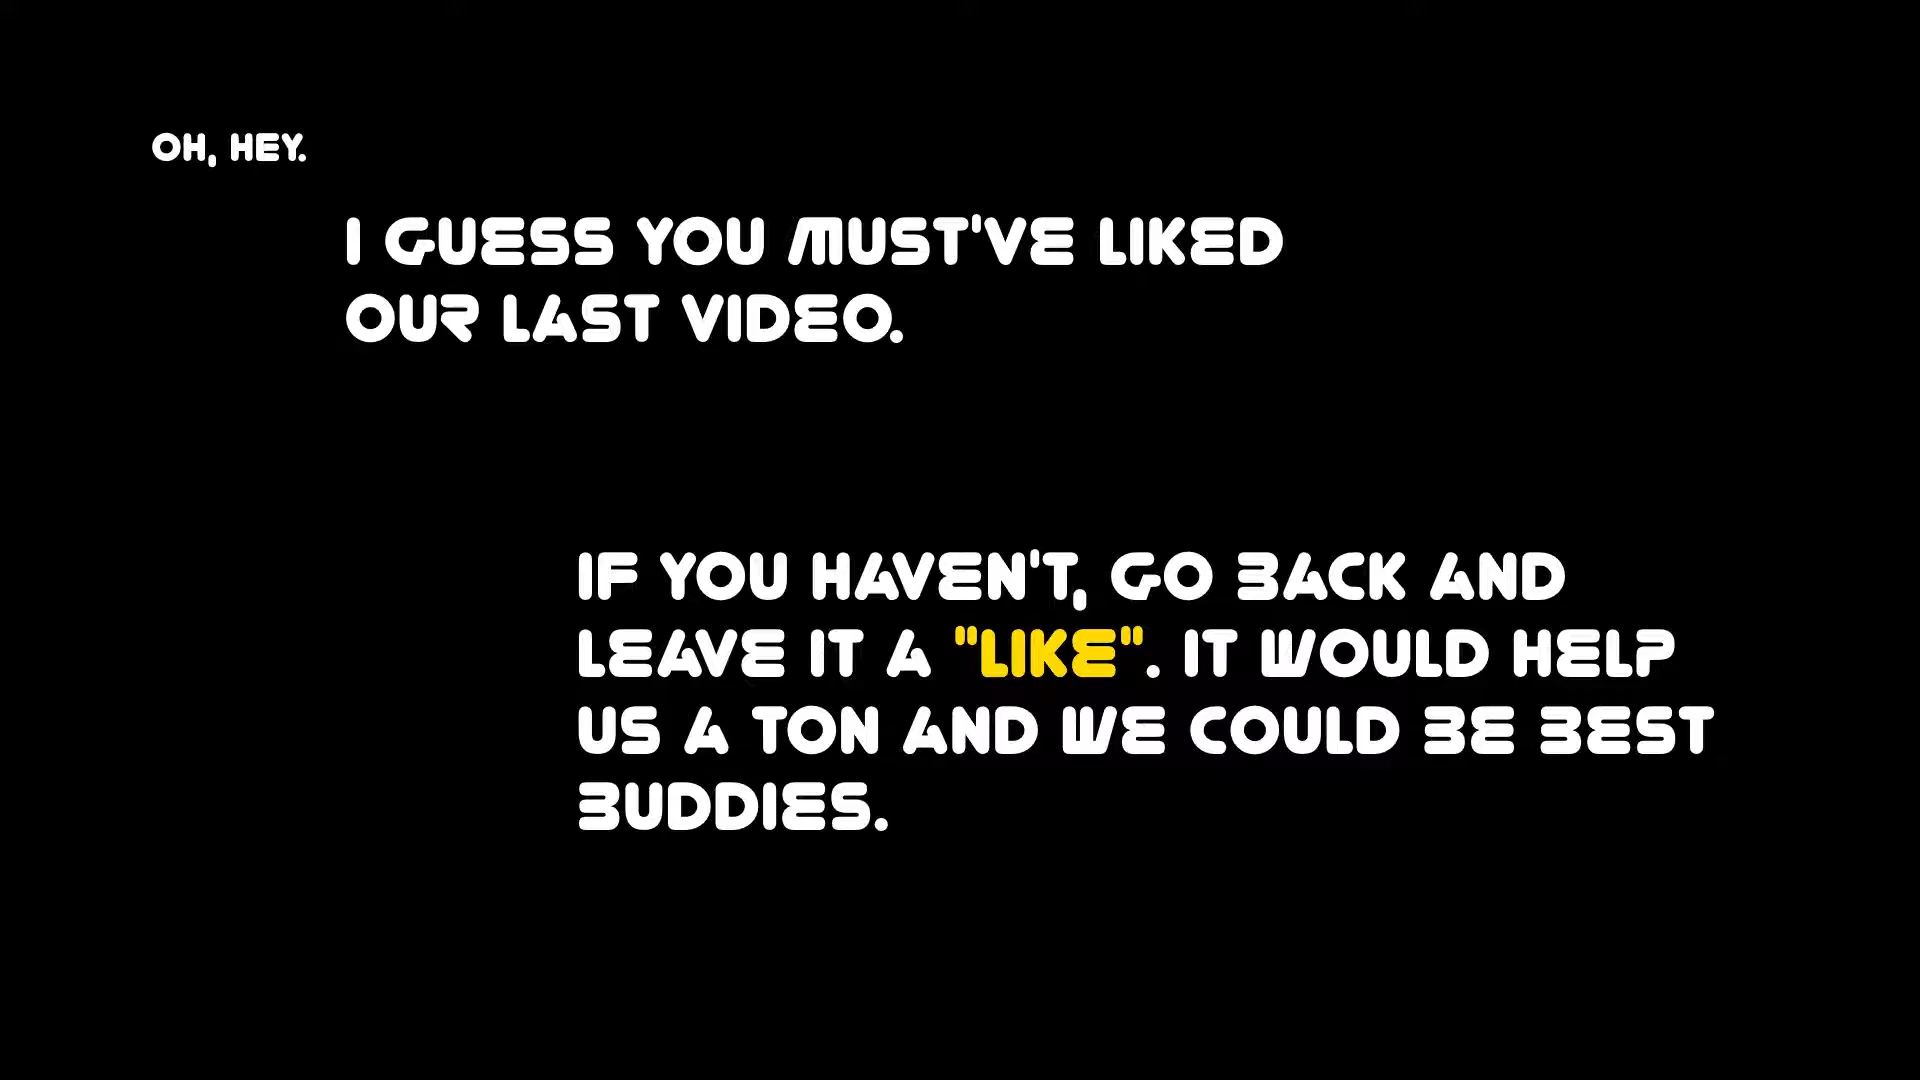 OH, HEY.
I GUESS YOU MUST'VE LIKED
OUR LAST VIDEO.
IF YOU HAVEN'T, GO BACK AND
LEAVE IT A "LIKE". IT WOULD HELP
US A TON AND WE COULD BE BEST
BUDDIES.